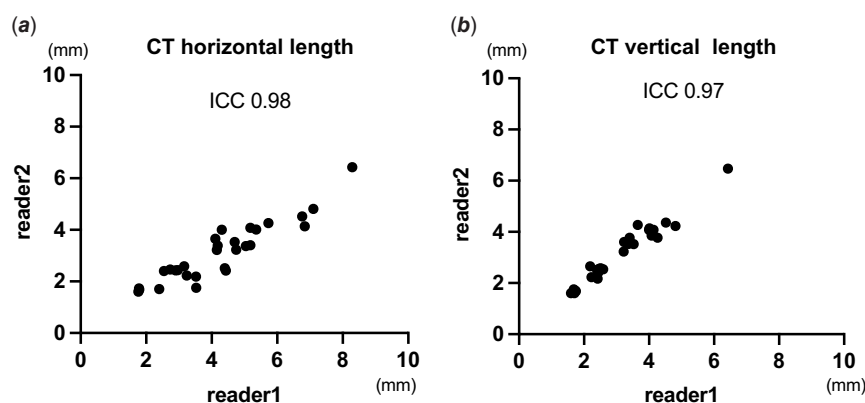 (a)
(mm)
CT horizontal length
ICC 0.98
reader2
10
8
6
4
2
0
0 2 4 6 8 10
reader1
(mm)
(b)
(mm)
CT vertical length
ICC 0.97
reader2
10
8
6
4
2
0
0 2 4 6 8 10
reader1
(mm)